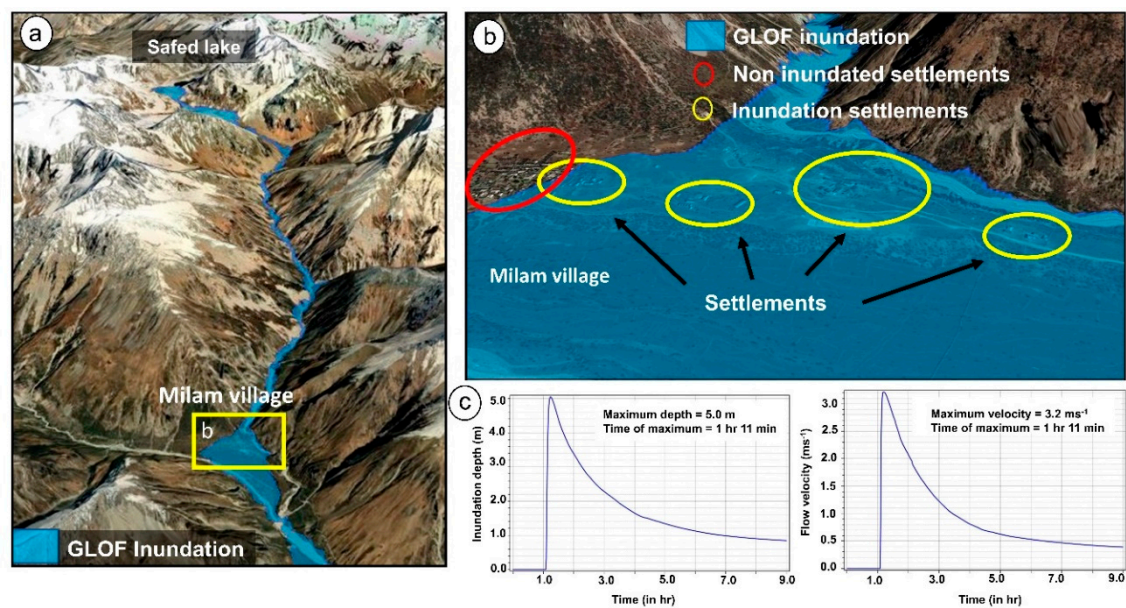 a
Safed lake
Milam village
b
GLOF Inundation
b
GLOF inundation
Non inundated settlements
Inundation settlements
Milam village
Settlements
c
Maximum depth = 5.0 m
Time of maximum = 1 hr 11 min
Inundation depth (m)
5.0
4.0
3.0
2.0
1.0
0.0
1.0 3.0 5.0 7.0 9.0
Time (in hr)
Maximum velocity = 3.2 ms⁻¹
Time of maximum = 1 hr 11 min
Flow velocity (ms⁻¹)
3.0
2.5
2.0
1.5
1.0
0.5
0.0
1.0 3.0 5.0 7.0 9.0
Time (in hr)